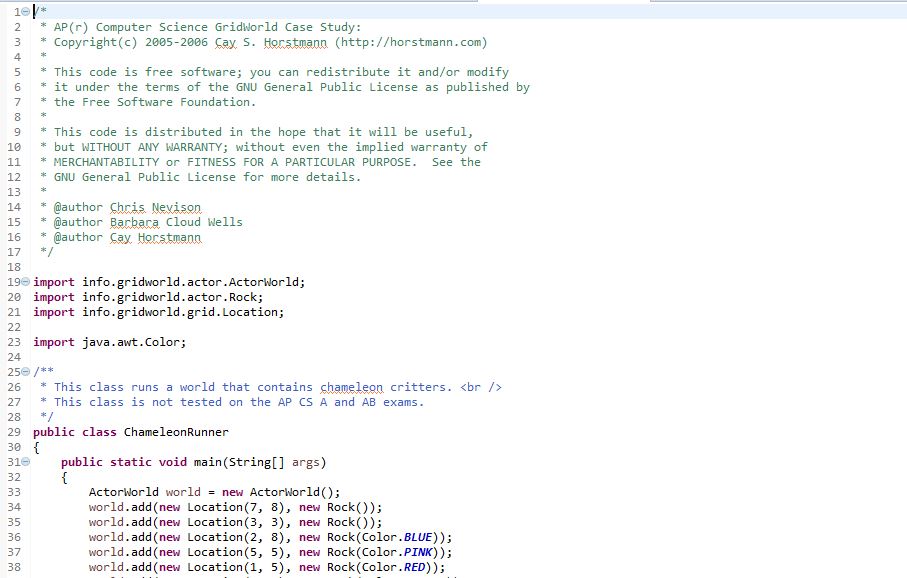 1 /*
2 * AP(r) Computer Science GridWorld Case Study:
3 * Copyright(c) 2005-2006 Cay S. Horstmann (http://horstmann.com)
4 *
5 * This code is free software; you can redistribute it and/or modify
6 * it under the terms of the GNU General Public License as published by
7 * the Free Software Foundation.
8 *
9 * This code is distributed in the hope that it will be useful,
10 * but WITHOUT ANY WARRANTY; without even the implied warranty of
11 * MERCHANTABILITY or FITNESS FOR A PARTICULAR PURPOSE.  See the
12 * GNU General Public License for more details.
13 *
14 * @author Chris Nevison
15 * @author Barbara Cloud Wells
16 * @author Cay Horstmann
17 */
18
19 import info.gridworld.actor.ActorWorld;
20 import info.gridworld.actor.Rock;
21 import info.gridworld.grid.Location;
22
23 import java.awt.Color;
24
25 /**
26 * This class runs a world that contains chameleon critters. <br />
27 * This class is not tested on the AP CS A and AB exams.
28 */
29 public class ChameleonRunner
30 {
31 public static void main(String[] args)
32 {
33 ActorWorld world = new ActorWorld();
34 world.add(new Location(7, 8), new Rock());
35 world.add(new Location(3, 3), new Rock());
36 world.add(new Location(2, 8), new Rock(Color.BLUE));
37 world.add(new Location(5, 5), new Rock(Color.PINK));
38 world.add(new Location(1, 5), new Rock(Color.RED));